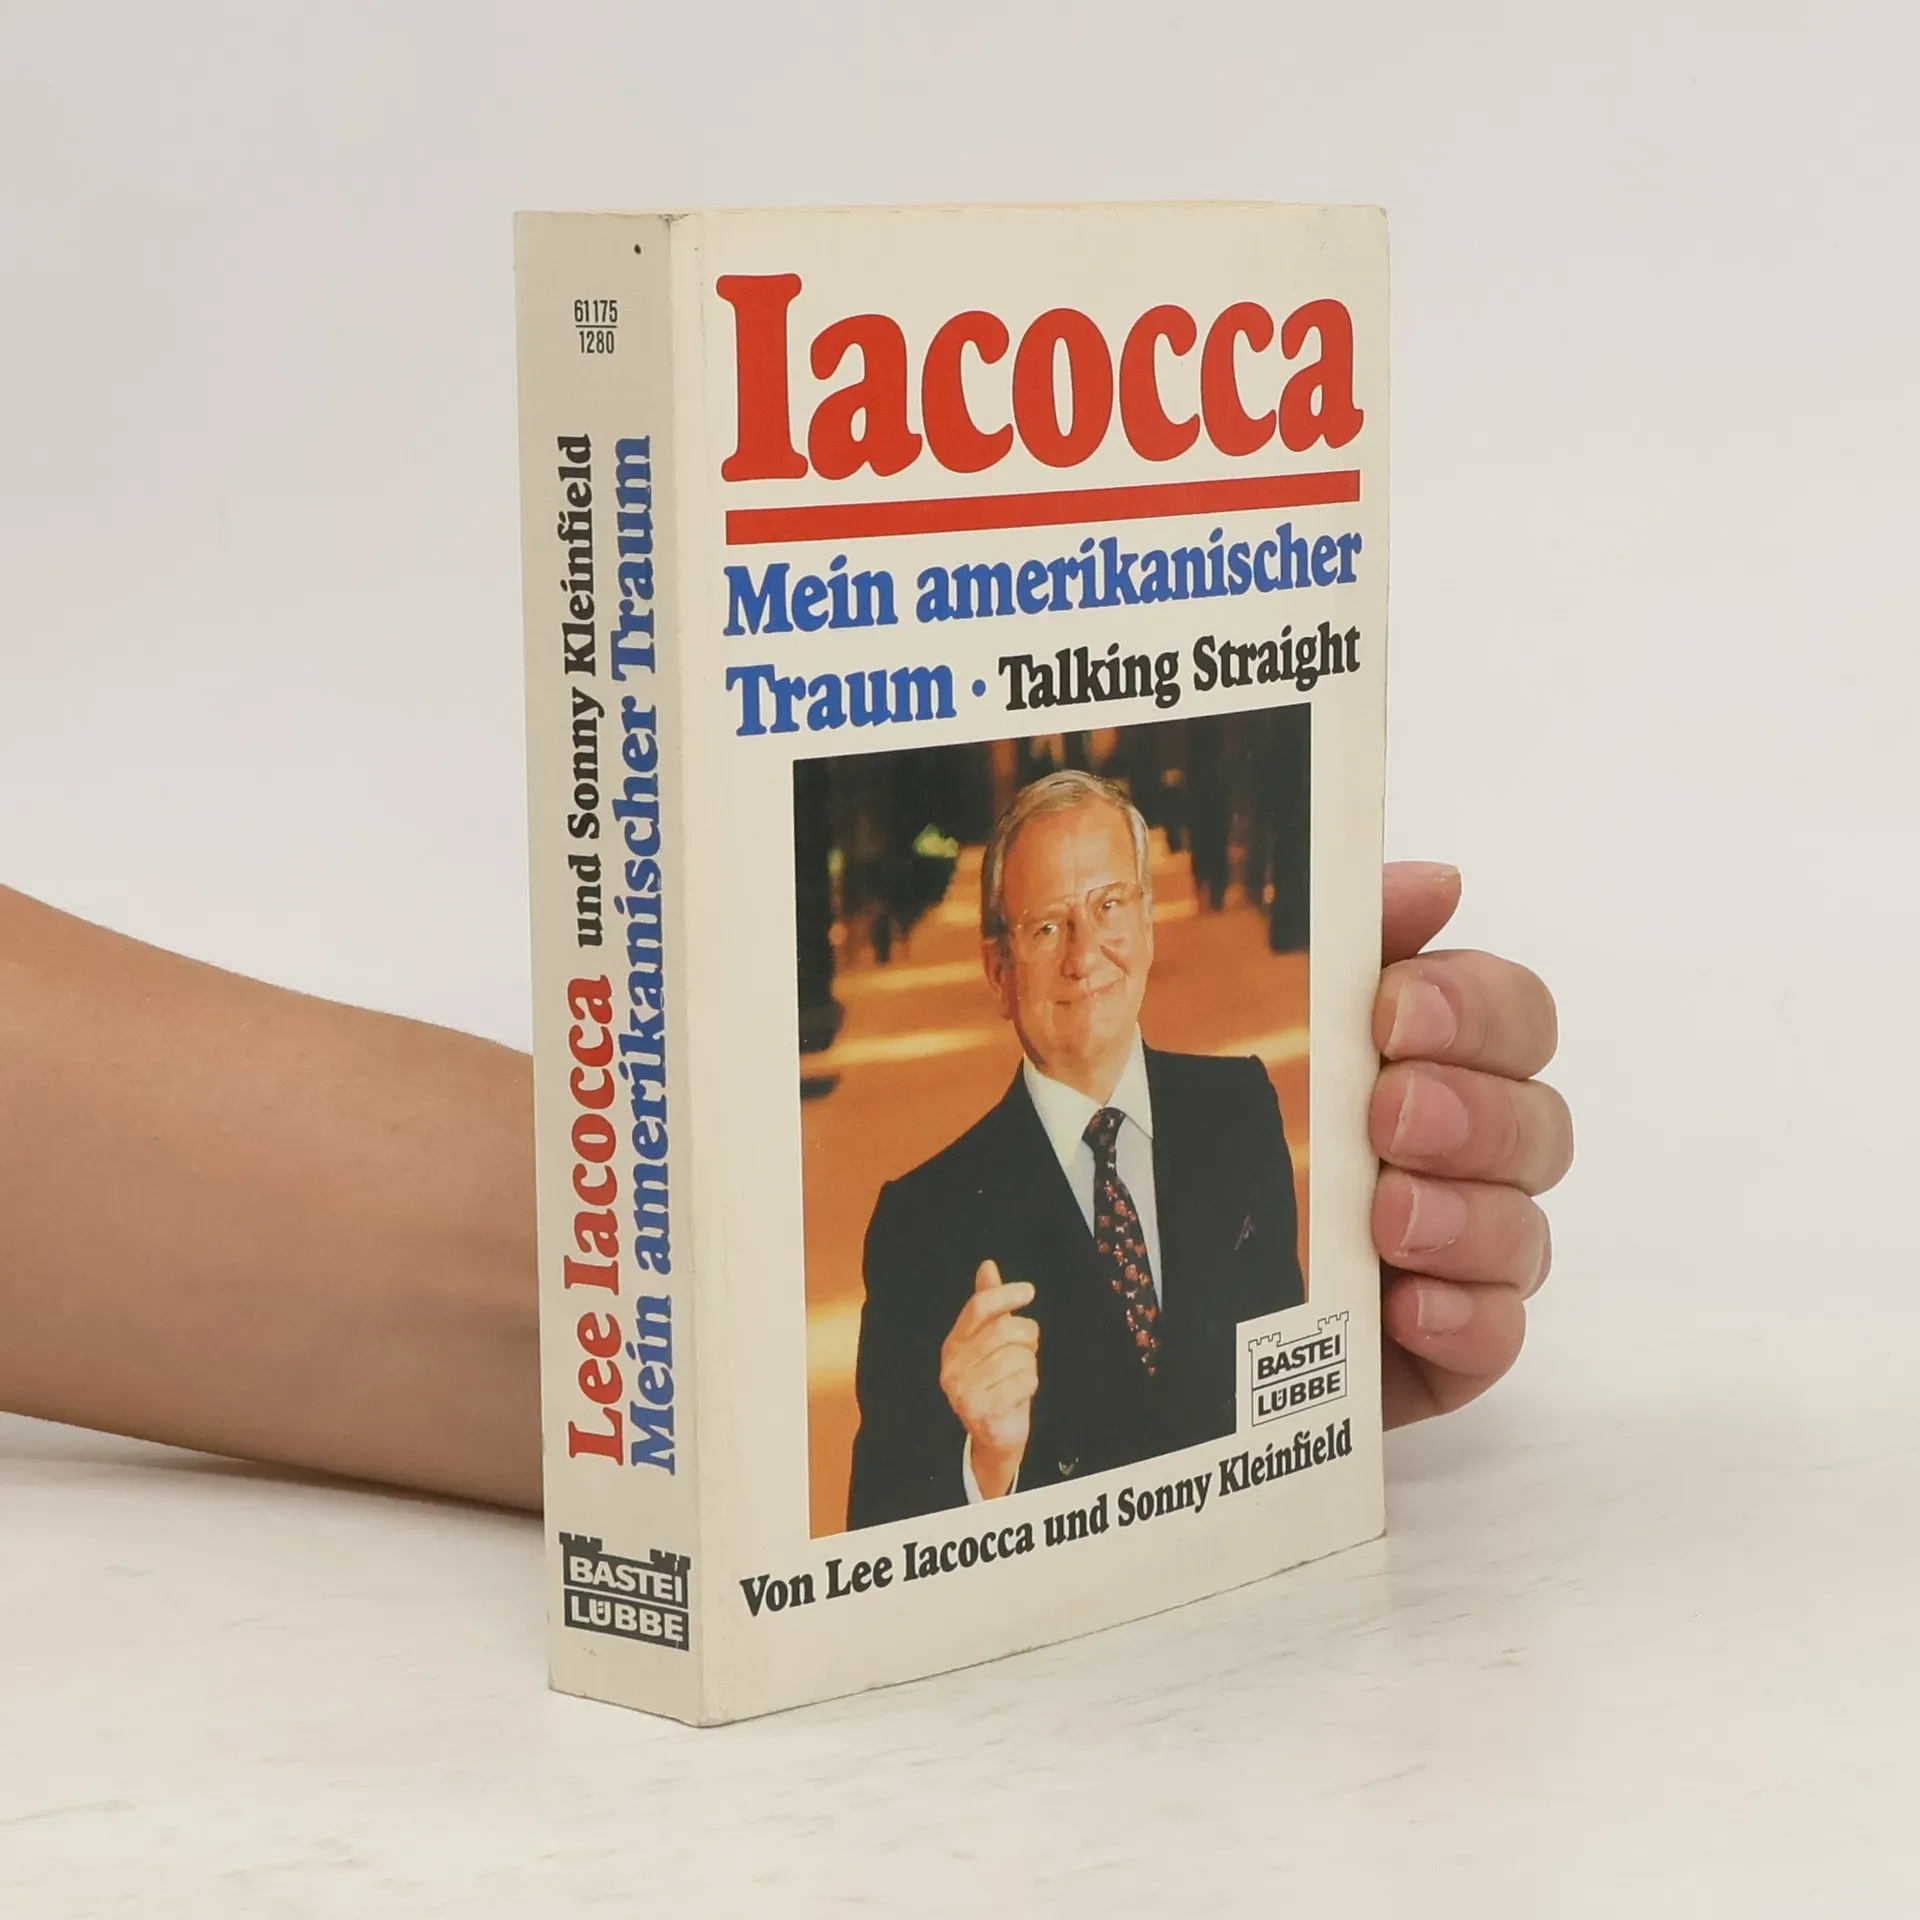 61175
1280
Lee Iacocca und Sonny Kleinfield
Mein amerikanischer Traum
BASTEI
LÜBBE
Iacocca
Mein amerikanischer
Traum · Talking Straight
BASTEI
LÜBBE
Von Lee Iacocca und Sonny Kleinfield